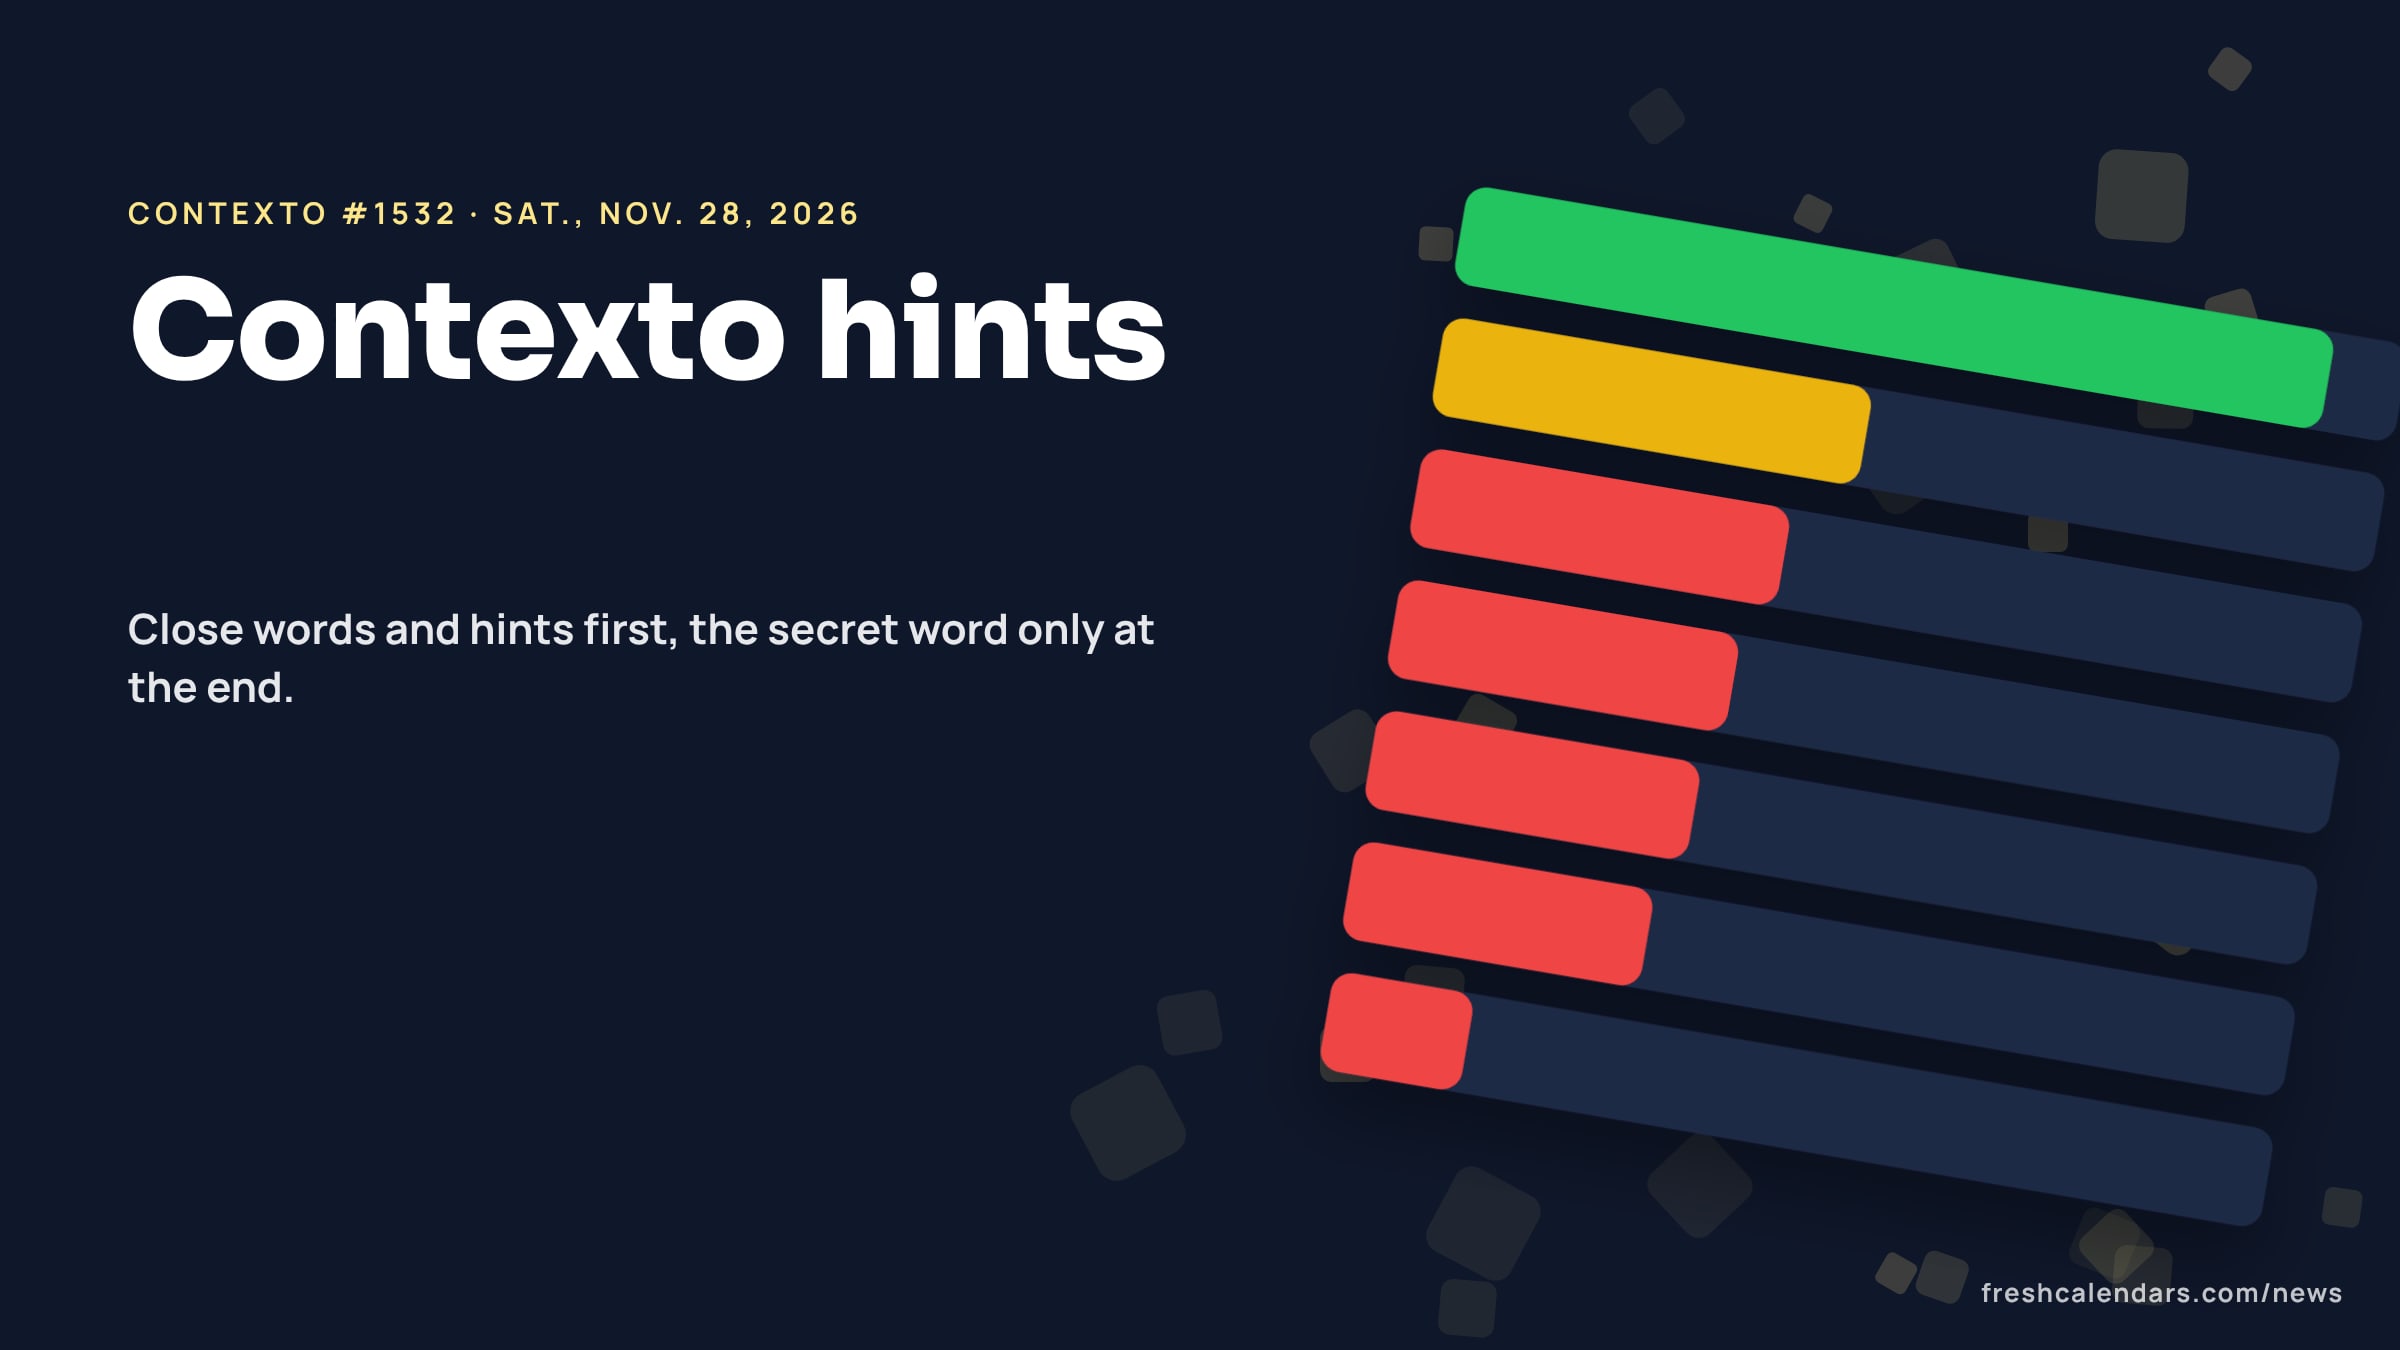 CONTEXTO #1532 · SAT., NOV. 28, 2026
Contexto hints
Close words and hints first, the secret word only at
the end.
freshcalendars.com/news